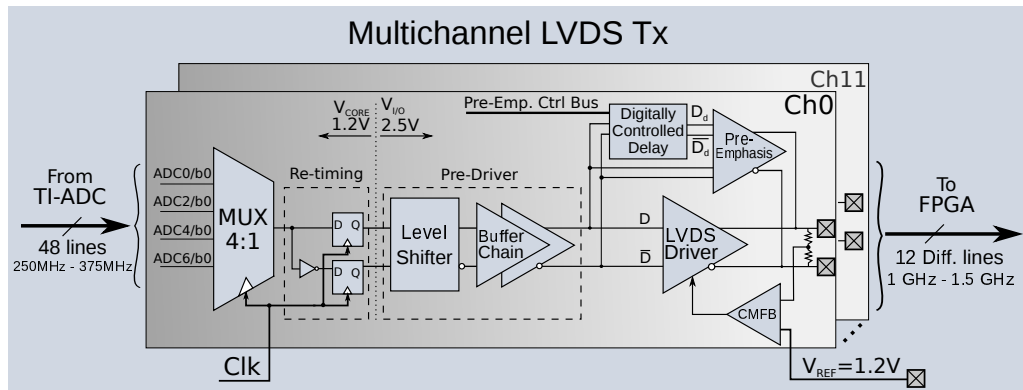 Multichannel LVDS Tx
Ch11
Ch0
From
TI-ADC
48 lines
250MHz - 375MHz
ADC0/b0
ADC2/b0
ADC4/b0
ADC6/b0
MUX
4:1
Clk
V_CORE
1.2V
V_I/O
2.5V
Re-timing
D Q
D Q
Pre-Driver
Level
Shifter
Buffer
Chain
Pre-Emp. Ctrl Bus
Digitally
Controlled
Delay
D_d
D̅_d
Pre-
Emphasis
D
D̅
LVDS
Driver
CMFB
V_REF=1.2V
To
FPGA
12 Diff. lines
1 GHz - 1.5 GHz